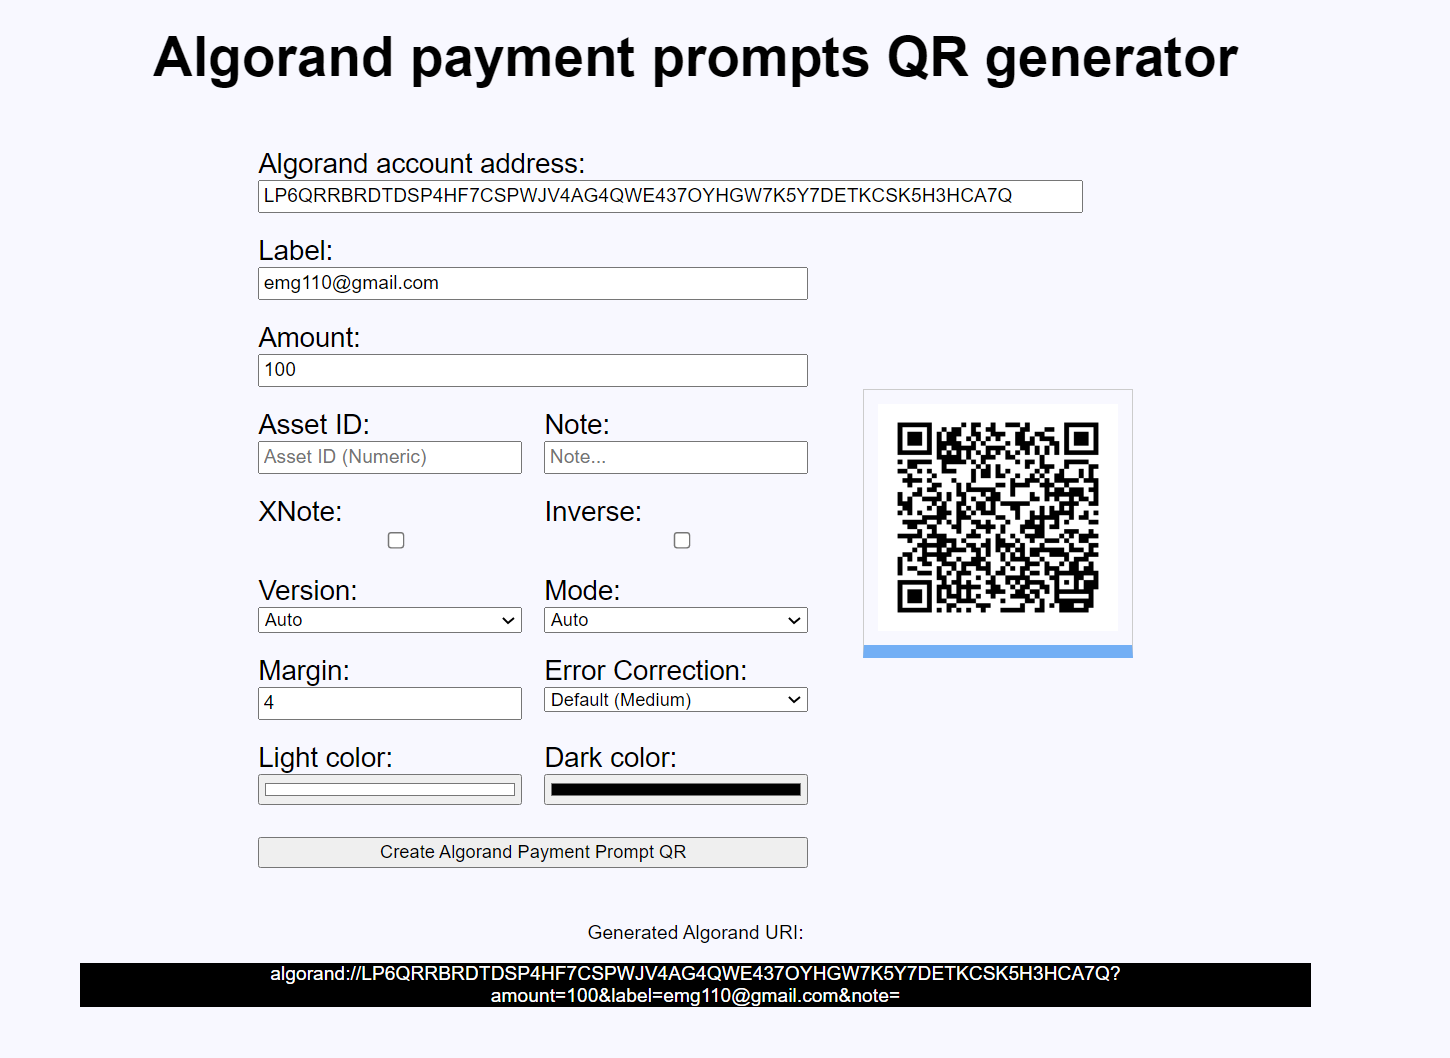 Algorand payment prompts QR generator
Algorand account address:
LP6QRRBRDTDSP4HF7CSPWJV4AG4QWE437OYHGW7K5Y7DETKCSK5H3HCA7Q
Label:
emg110@gmail.com
Amount:
100
Asset ID: Note:
Asset ID (Numeric) Note...
XNote: Inverse:
Version: Mode:
Auto Auto
Margin: Error Correction:
4 Default (Medium)
Light color: Dark color:
Create Algorand Payment Prompt QR
Generated Algorand URI:
algorand://LP6QRRBRDTDSP4HF7CSPWJV4AG4QWE437OYHGW7K5Y7DETKCSK5H3HCA7Q?
amount=100&label=emg110@gmail.com&note=